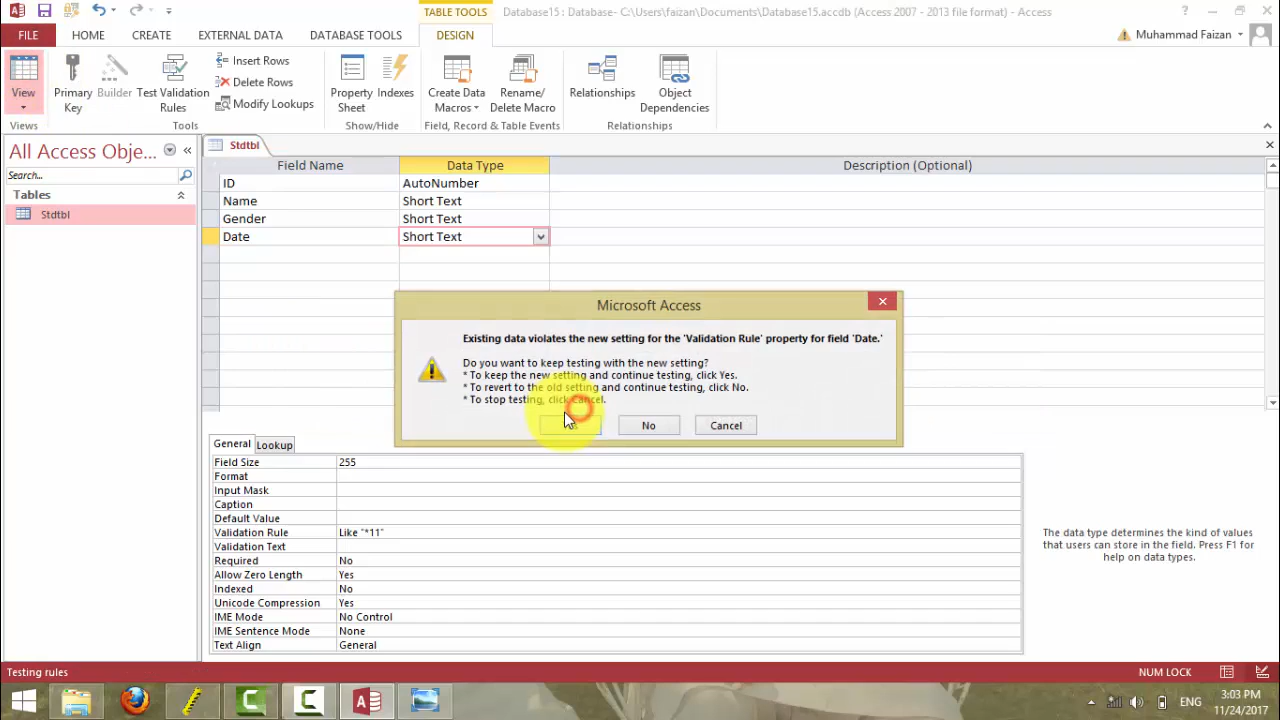 TABLE TOOLS
Database15 : Database- C:\Users\faizan\Documents\Database15.accdb (Access 2007 - 2013 file format) - Access
FILE HOME CREATE EXTERNAL DATA DATABASE TOOLS DESIGN Muhammad Faizan
View
Primary Key
Builder
Test Validation Rules
Insert Rows
Delete Rows
Modify Lookups
Property Sheet
Indexes
Create Data Macros
Rename/ Delete Macro
Relationships
Object Dependencies
Views Tools Show/Hide Field, Record & Table Events Relationships
All Access Obje...
Search...
Tables
Stdtbl
Stdtbl
Field Name Data Type Description (Optional)
ID AutoNumber
Name Short Text
Gender Short Text
Date Short Text
Microsoft Access
Existing data violates the new setting for the 'Validation Rule' property for field 'Date.'
Do you want to keep testing with the new setting?
* To keep the new setting and continue testing, click Yes.
* To revert to the old setting and continue testing, click No.
* To stop testing, click Cancel.
No Cancel
General Lookup
Field Size 255
Format
Input Mask
Caption
Default Value
Validation Rule Like "*11"
Validation Text
Required No
Allow Zero Length Yes
Indexed No
Unicode Compression Yes
IME Mode No Control
IME Sentence Mode None
Text Align General
The data type determines the kind of values
that users can store in the field. Press F1 for
help on data types.
Testing rules NUM LOCK
ENG
3:03 PM
11/24/2017